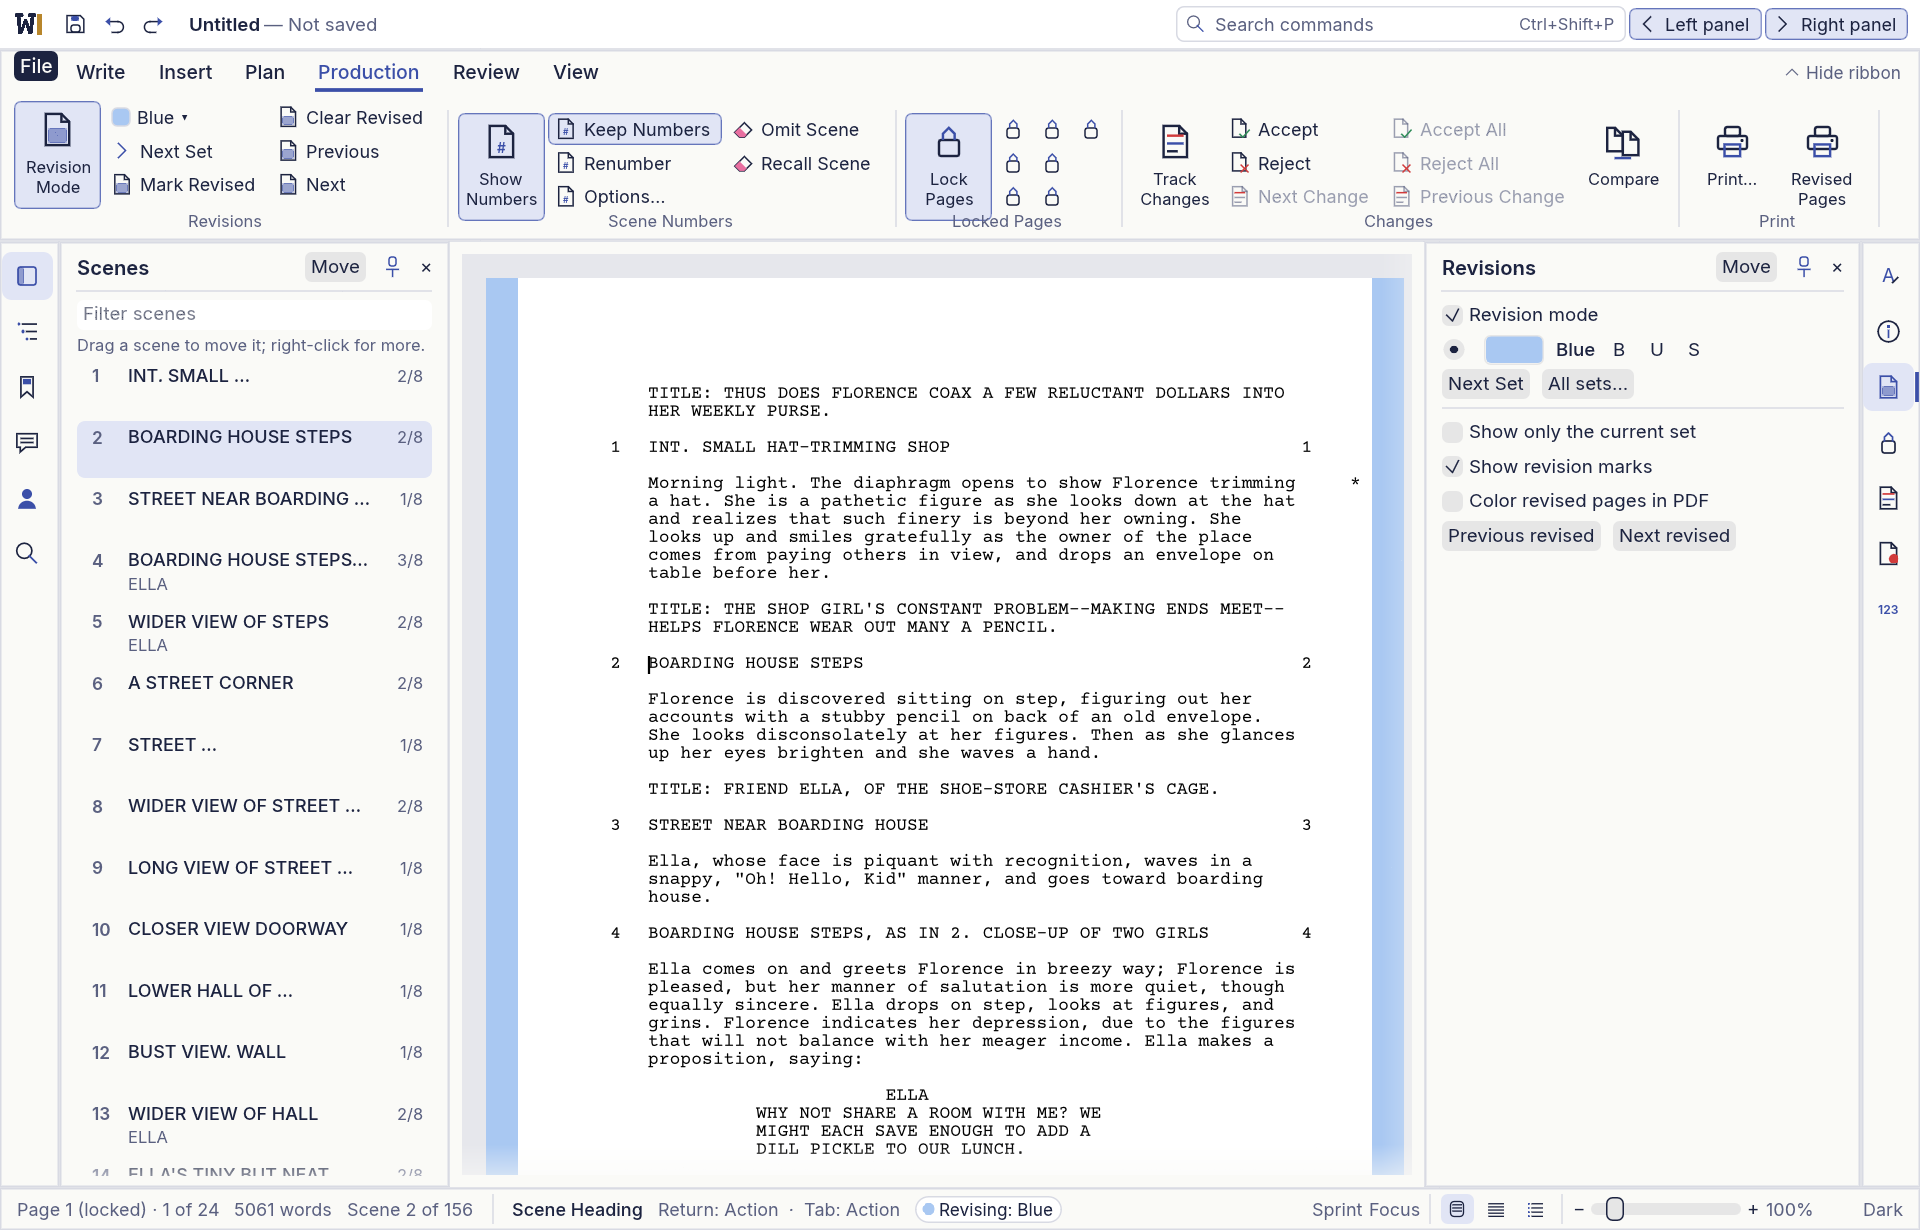 Untitled — Not saved
Search commands Ctrl+Shift+P
Left panel
Right panel
File Write Insert Plan Production Review View
Hide ribbon
Revision Mode
Blue
Next Set
Mark Revised
Clear Revised
Previous
Next
Revisions
Show Numbers
Keep Numbers
Renumber
Options...
Omit Scene
Recall Scene
Scene Numbers
Lock Pages
Locked Pages
Track Changes
Accept
Reject
Next Change
Accept All
Reject All
Previous Change
Compare
Changes
Print...
Revised Pages
Print
Scenes
Move
Filter scenes
Drag a scene to move it; right-click for more.
1 INT. SMALL ... 2/8
2 BOARDING HOUSE STEPS 2/8
3 STREET NEAR BOARDING ... 1/8
4 BOARDING HOUSE STEPS... 3/8
ELLA
5 WIDER VIEW OF STEPS 2/8
ELLA
6 A STREET CORNER 2/8
7 STREET ... 1/8
8 WIDER VIEW OF STREET ... 2/8
9 LONG VIEW OF STREET ... 1/8
10 CLOSER VIEW DOORWAY 1/8
11 LOWER HALL OF ... 1/8
12 BUST VIEW. WALL 1/8
13 WIDER VIEW OF HALL 2/8
ELLA
14 ELLA'S TINY BUT NEAT 2/8
TITLE: THUS DOES FLORENCE COAX A FEW RELUCTANT DOLLARS INTO
HER WEEKLY PURSE.
1 INT. SMALL HAT-TRIMMING SHOP 1
Morning light. The diaphragm opens to show Florence trimming *
a hat. She is a pathetic figure as she looks down at the hat
and realizes that such finery is beyond her owning. She
looks up and smiles gratefully as the owner of the place
comes from paying others in view, and drops an envelope on
table before her.
TITLE: THE SHOP GIRL'S CONSTANT PROBLEM--MAKING ENDS MEET--
HELPS FLORENCE WEAR OUT MANY A PENCIL.
2 BOARDING HOUSE STEPS 2
Florence is discovered sitting on step, figuring out her
accounts with a stubby pencil on back of an old envelope.
She looks disconsolately at her figures. Then as she glances
up her eyes brighten and she waves a hand.
TITLE: FRIEND ELLA, OF THE SHOE-STORE CASHIER'S CAGE.
3 STREET NEAR BOARDING HOUSE 3
Ella, whose face is piquant with recognition, waves in a
snappy, "Oh! Hello, Kid" manner, and goes toward boarding
house.
4 BOARDING HOUSE STEPS, AS IN 2. CLOSE-UP OF TWO GIRLS 4
Ella comes on and greets Florence in breezy way; Florence is
pleased, but her manner of salutation is more quiet, though
equally sincere. Ella drops on step, looks at figures, and
grins. Florence indicates her depression, due to the figures
that will not balance with her meager income. Ella makes a
proposition, saying:
ELLA
WHY NOT SHARE A ROOM WITH ME? WE
MIGHT EACH SAVE ENOUGH TO ADD A
DILL PICKLE TO OUR LUNCH.
Revisions
Move
Revision mode
Blue B U S
Next Set All sets...
Show only the current set
Show revision marks
Color revised pages in PDF
Previous revised Next revised
123
Page 1 (locked) · 1 of 24 5061 words Scene 2 of 156 Scene Heading Return: Action · Tab: Action Revising: Blue Sprint Focus − + 100% Dark